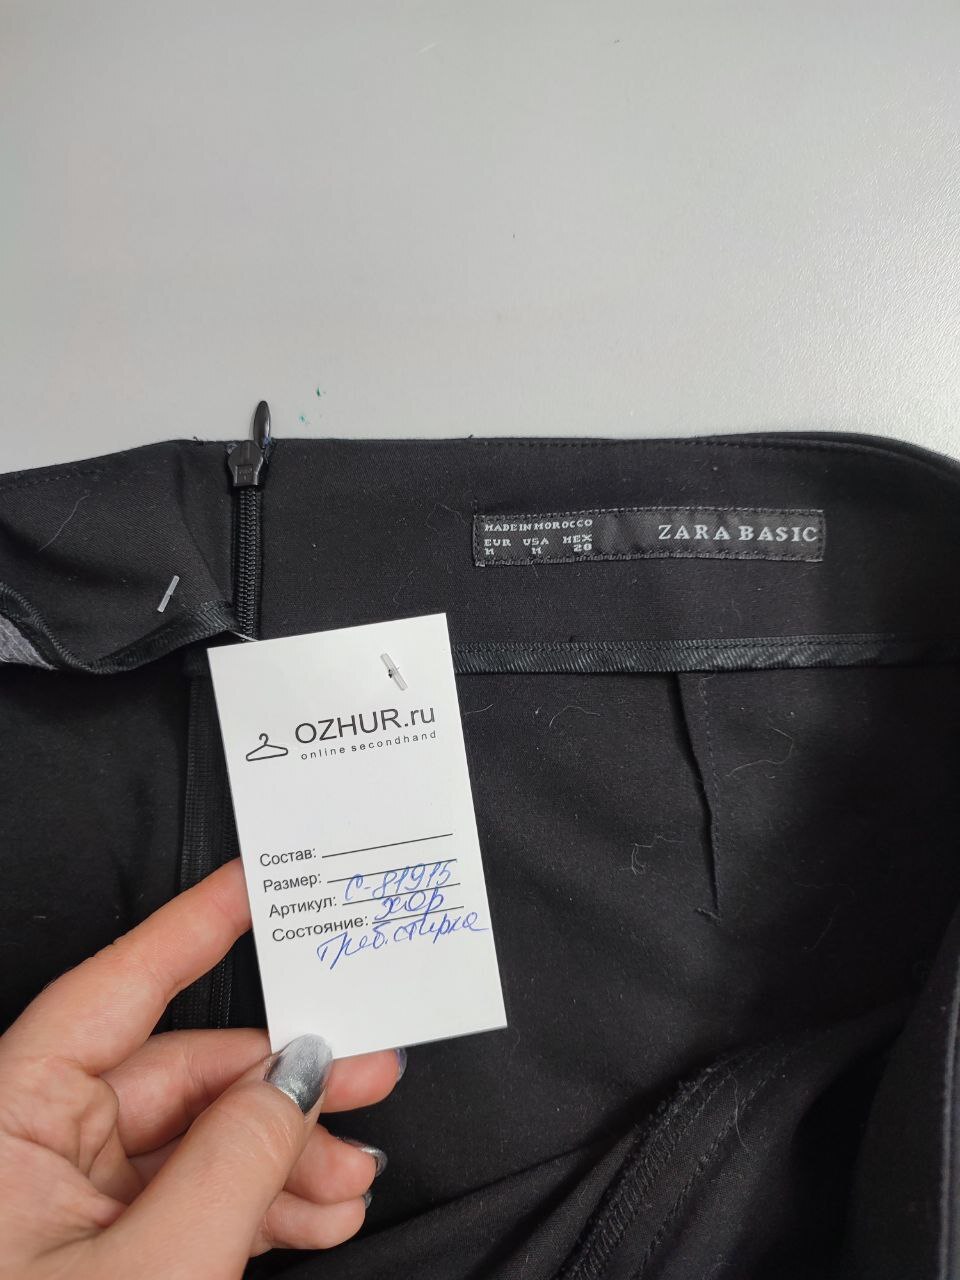 MADE IN MOROCCO
EUR USA MEX
M M 28
ZARA BASIC
OZHUR.ru
online secondhand
Состав:
Размер:
Артикул: С-81915
Состояние: хор
Треб. стирка